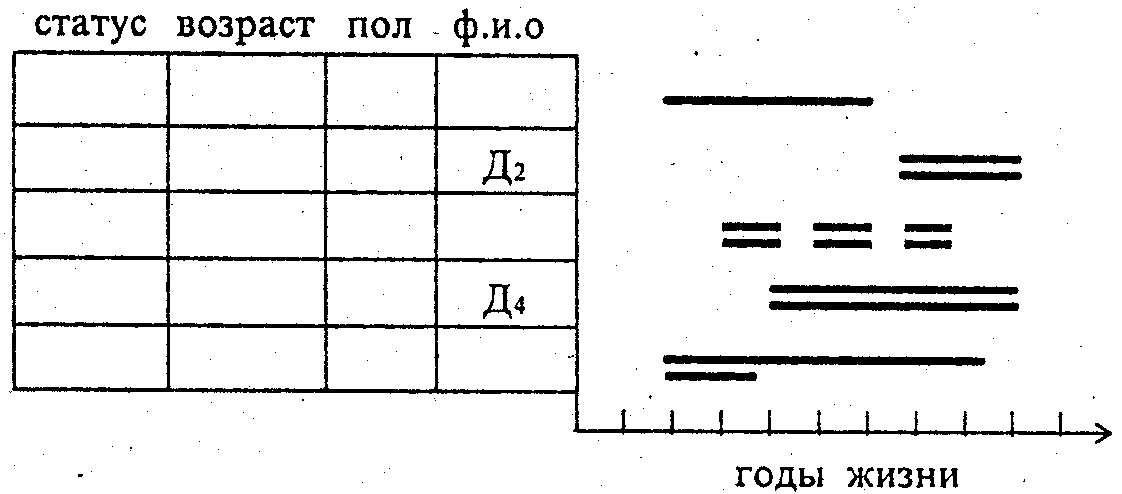 статус возраст пол ф.и.о
Д2
Д4
годы жизни